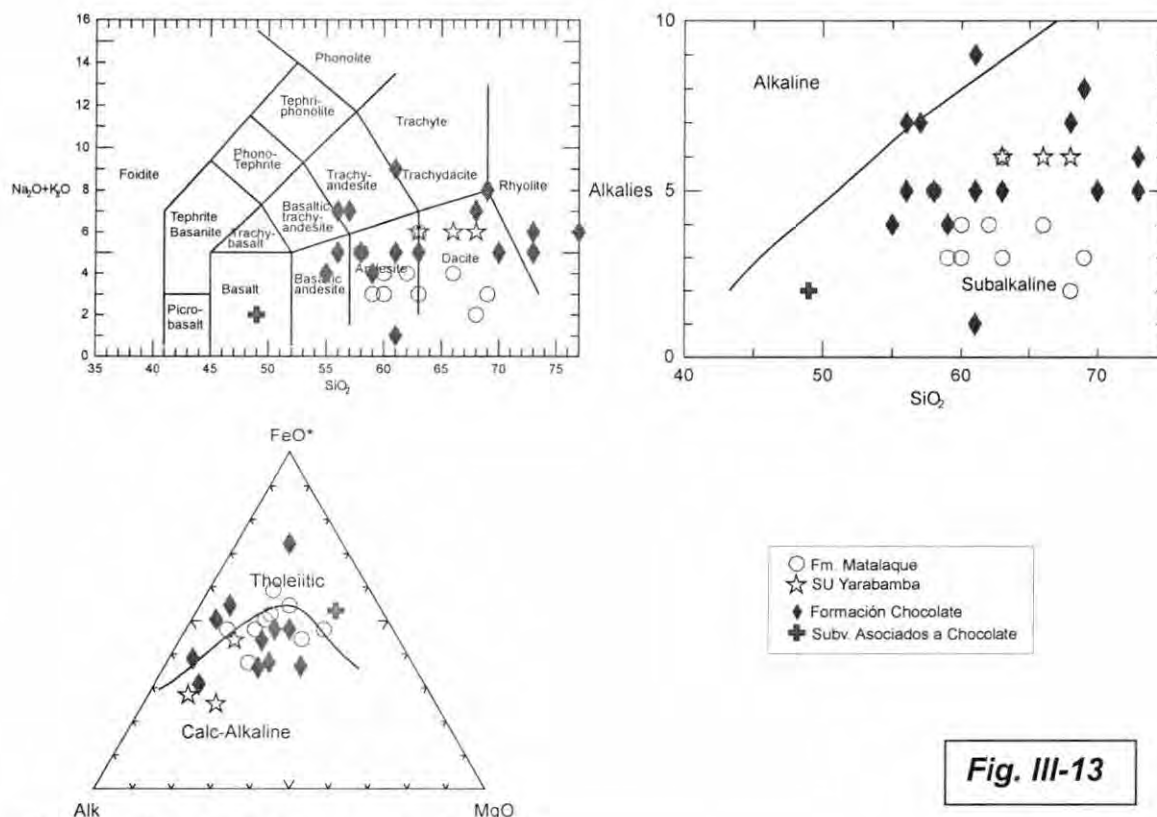 16
14
12
10
8
6
4
2
0
Na2O+K2O
Phonolite
Tephri-
phonolite
Trachyte
Phono-
Tephrite
Foidite
Trachy-
andesite
Trachydacite
Rhyolite
Tephrite
Basanite
Basaltic
trachy-
andesite
Trachy-
basalt
Basalt
Basaltic
andesite
Andesite
Dacite
Picro-
basalt
35 40 45 50 55 60 65 70 75
SiO2
10
5
0
Alkalies
Alkaline
Subalkaline
40 50 60 70
SiO2
FeO*
Tholeiitic
Calc-Alkaline
Alk
MgO
Fm. Matalaque
SU Yarabamba
Formación Chocolate
Subv. Asociados a Chocolate
Fig. III-13